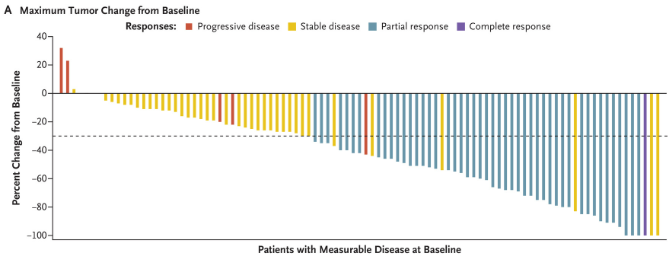 A Maximum Tumor Change from Baseline
Responses: Progressive disease Stable disease Partial response Complete response
Percent Change from Baseline
40
20
0
−20
−40
−60
−80
−100
Patients with Measurable Disease at Baseline